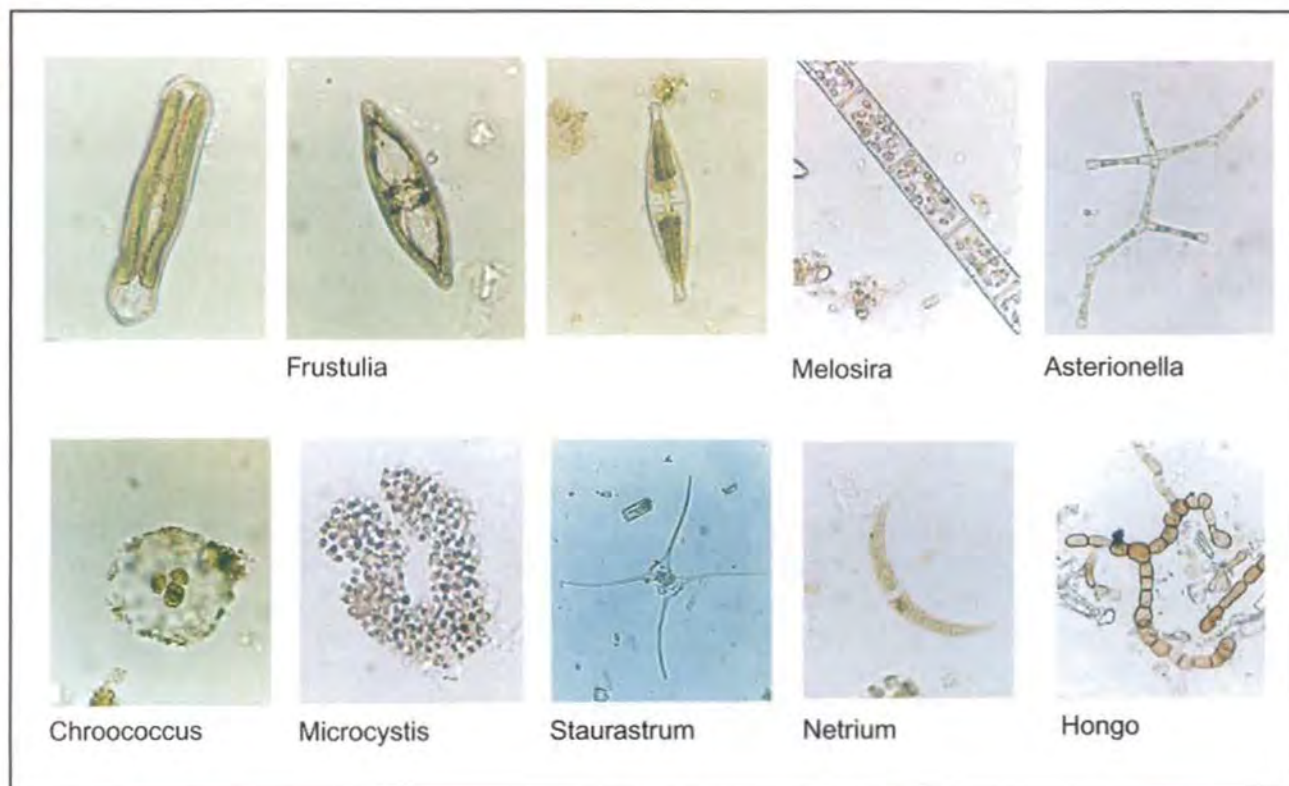 Frustulia
Melosira
Asterionella
Chroococcus
Microcystis
Staurastrum
Netrium
Hongo